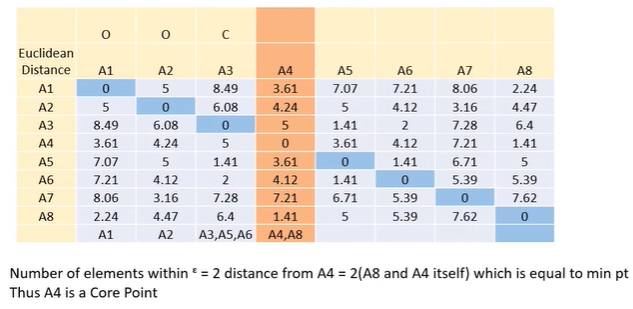 O O C
Euclidean
Distance A1 A2 A3 A4 A5 A6 A7 A8
A1 0 5 8.49 3.61 7.07 7.21 8.06 2.24
A2 5 0 6.08 4.24 5 4.12 3.16 4.47
A3 8.49 6.08 0 5 1.41 2 7.28 6.4
A4 3.61 4.24 5 0 3.61 4.12 7.21 1.41
A5 7.07 5 1.41 3.61 0 1.41 6.71 5
A6 7.21 4.12 2 4.12 1.41 0 5.39 5.39
A7 8.06 3.16 7.28 7.21 6.71 5.39 0 7.62
A8 2.24 4.47 6.4 1.41 5 5.39 7.62 0
A1 A2 A3,A5,A6 A4,A8
Number of elements within ε = 2 distance from A4 = 2(A8 and A4 itself) which is equal to min pt
Thus A4 is a Core Point